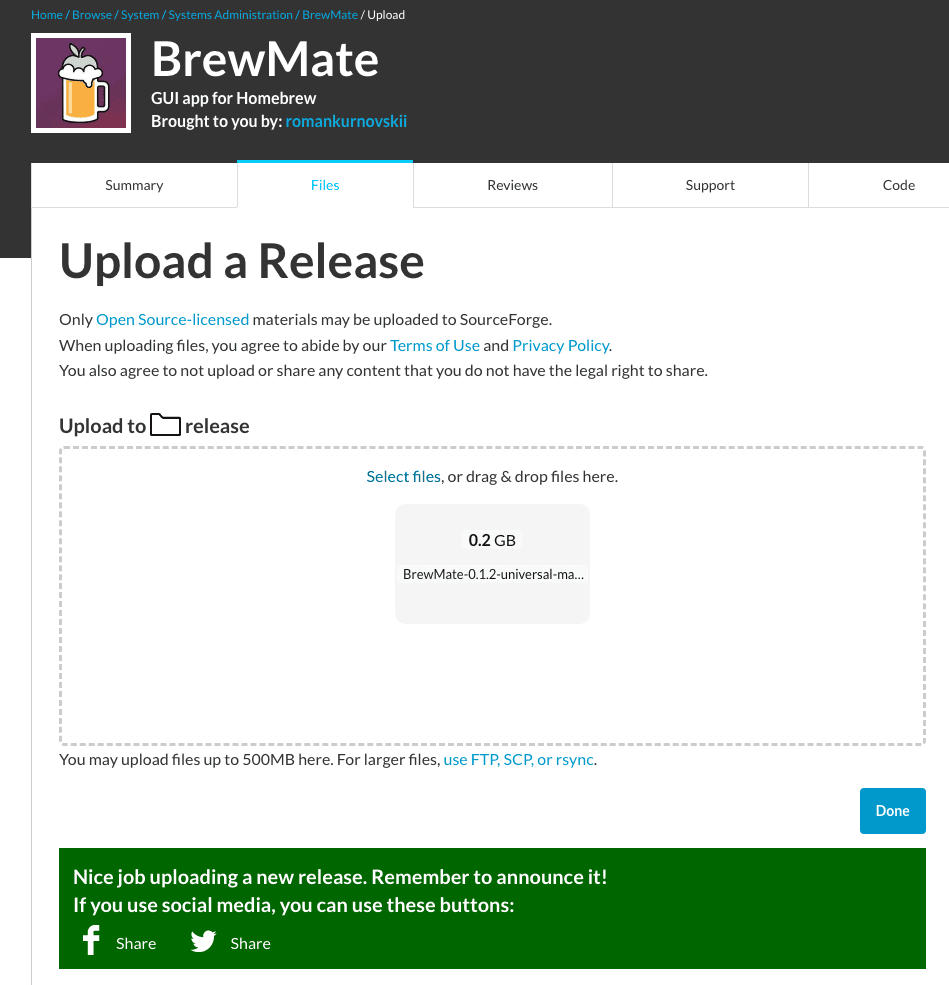 Home / Browse / System / Systems Administration / BrewMate / Upload
BrewMate
GUI app for Homebrew
Brought to you by: romankurnovskii
Summary
Files
Reviews
Support
Code
Upload a Release
Only Open Source-licensed materials may be uploaded to SourceForge.
When uploading files, you agree to abide by our Terms of Use and Privacy Policy.
You also agree to not upload or share any content that you do not have the legal right to share.
Upload to release
Select files, or drag & drop files here.
0.2 GB
BrewMate-0.1.2-universal-ma...
You may upload files up to 500MB here. For larger files, use FTP, SCP, or rsync.
Done
Nice job uploading a new release. Remember to announce it!
If you use social media, you can use these buttons:
Share
Share